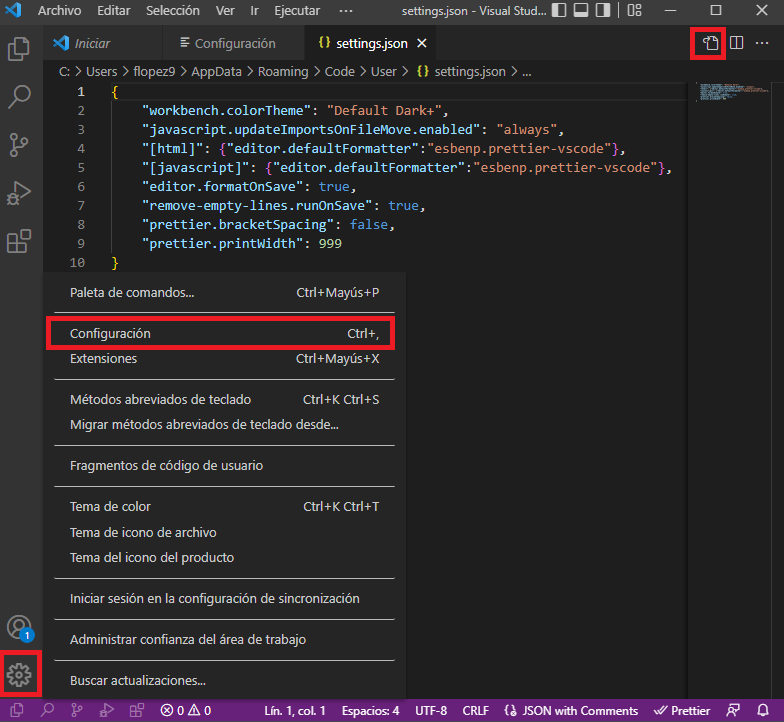 Archivo Editar Selección Ver Ir Ejecutar ··· settings.json - Visual Stud...
Iniciar Configuración {} settings.json ×
C: > Users > flopez9 > AppData > Roaming > Code > User > {} settings.json > ...
1 {
2 "workbench.colorTheme": "Default Dark+",
3 "javascript.updateImportsOnFileMove.enabled": "always",
4 "[html]": {"editor.defaultFormatter":"esbenp.prettier-vscode"},
5 "[javascript]": {"editor.defaultFormatter":"esbenp.prettier-vscode"},
6 "editor.formatOnSave": true,
7 "remove-empty-lines.runOnSave": true,
8 "prettier.bracketSpacing": false,
9 "prettier.printWidth": 999
10 }
Paleta de comandos... Ctrl+Mayús+P
Configuración Ctrl+,
Extensiones Ctrl+Mayús+X
Métodos abreviados de teclado Ctrl+K Ctrl+S
Migrar métodos abreviados de teclado desde...
Fragmentos de código de usuario
Tema de color Ctrl+K Ctrl+T
Tema de icono de archivo
Tema del icono del producto
Iniciar sesión en la configuración de sincronización
Administrar confianza del área de trabajo
1
Buscar actualizaciones...
0 0 Lín. 1, col. 1 Espacios: 4 UTF-8 CRLF {} JSON with Comments Prettier